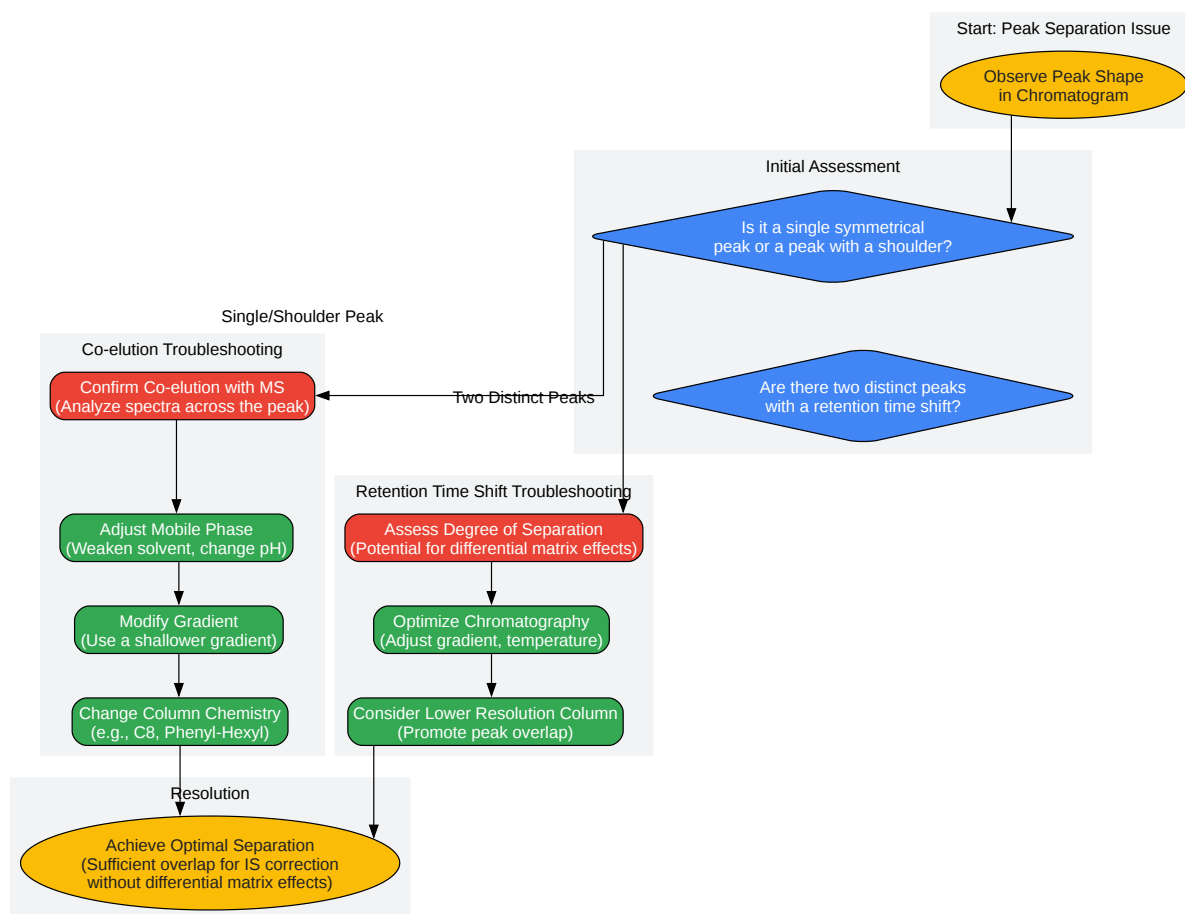 Start: Peak Separation Issue
Observe Peak Shape
in Chromatogram
Initial Assessment
Is it a single symmetrical
peak or a peak with a shoulder?
Single/Shoulder Peak
Co-elution Troubleshooting
Confirm Co-elution with MS
(Analyze spectra across the peak)
Two Distinct Peaks
Are there two distinct peaks
with a retention time shift?
Retention Time Shift Troubleshooting
Adjust Mobile Phase
(Weaken solvent, change pH)
Assess Degree of Separation
(Potential for differential matrix effects)
Modify Gradient
(Use a shallower gradient)
Optimize Chromatography
(Adjust gradient, temperature)
Change Column Chemistry
(e.g., C8, Phenyl-Hexyl)
Consider Lower Resolution Column
(Promote peak overlap)
Resolution
Achieve Optimal Separation
(Sufficient overlap for IS correction
without differential matrix effects)